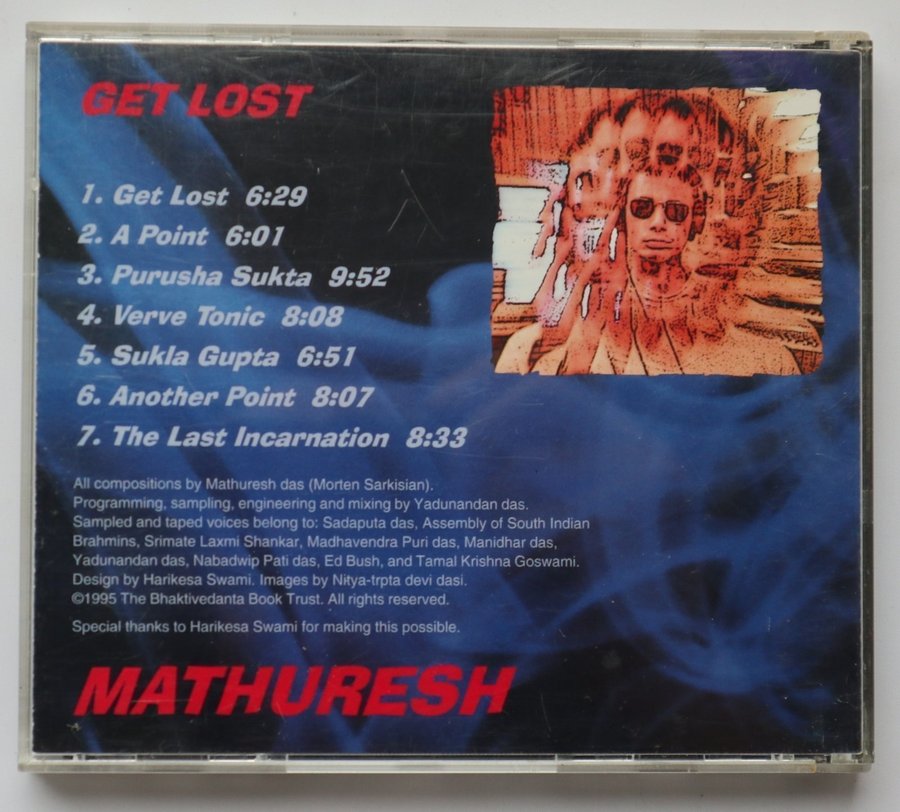 GET LOST
1. Get Lost 6:29
2. A Point 6:01
3. Purusha Sukta 9:52
4. Verve Tonic 8:08
5. Sukla Gupta 6:51
6. Another Point 8:07
7. The Last Incarnation 8:33
All compositions by Mathuresh das (Morten Sarkisian).
Programming, sampling, engineering and mixing by Yadunandan das.
Sampled and taped voices belong to: Sadaputa das, Assembly of South Indian
Brahmins, Srimate Laxmi Shankar, Madhavendra Puri das, Manidhar das,
Yadunandan das, Nabadwip Pati das, Ed Bush, and Tamal Krishna Goswami.
Design by Harikesa Swami. Images by Nitya-trpta devi dasi.
©1995 The Bhaktivedanta Book Trust. All rights reserved.
Special thanks to Harikesa Swami for making this possible.
MATHURESH